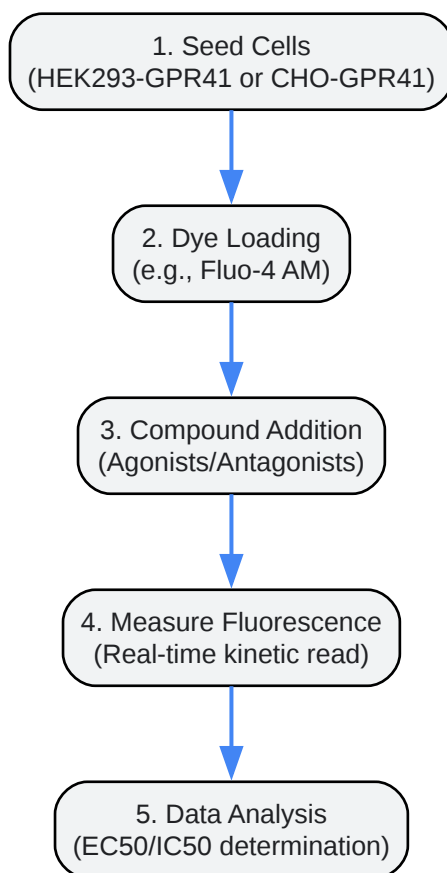 1. Seed Cells
(HEK293-GPR41 or CHO-GPR41)
2. Dye Loading
(e.g., Fluo-4 AM)
3. Compound Addition
(Agonists/Antagonists)
4. Measure Fluorescence
(Real-time kinetic read)
5. Data Analysis
(EC50/IC50 determination)